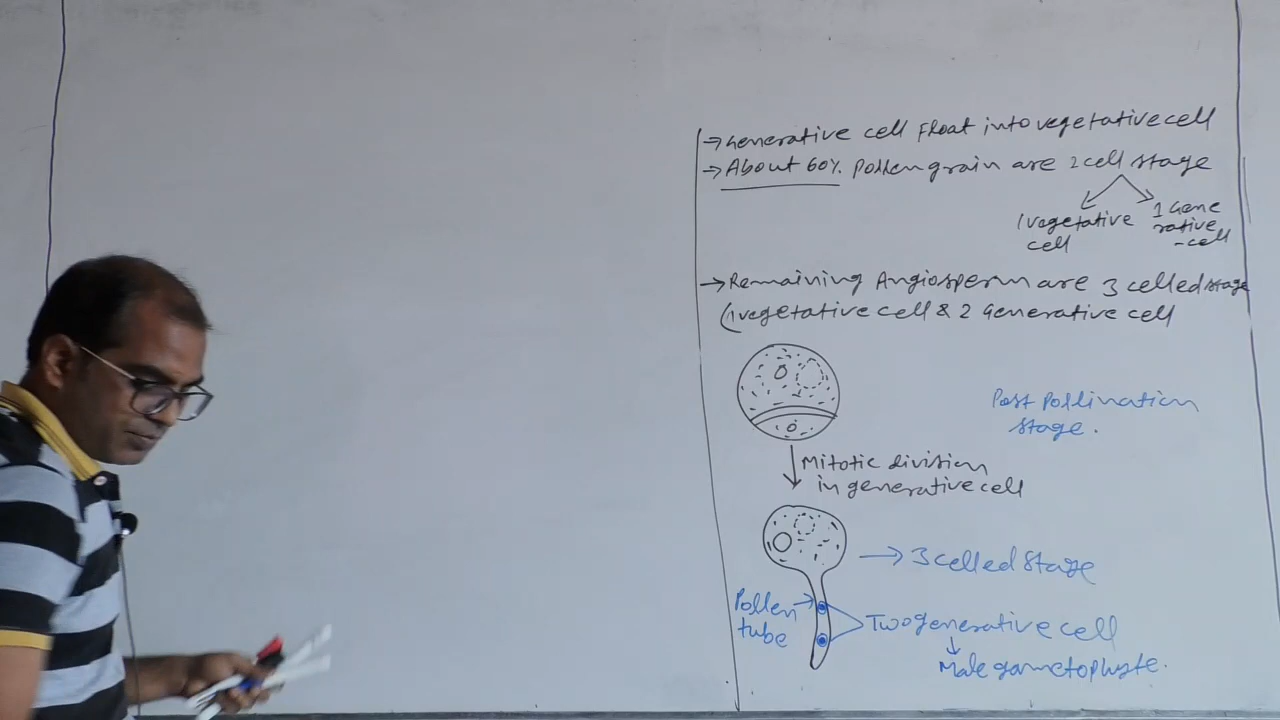 → Generative cell Float into vegetative cell
→ About 60% Pollen grain are 2 cell stage
1 vegetative cell
1 Gene rative -cell
→ Remaining Angiosperm are 3 celled stage
(1 vegetative cell & 2 Generative cell
Post Pollination
stage.
Mitotic division
in generative cell
→ 3 celled stage
Pollen
tube
Two generative cell
Male gametophyte.